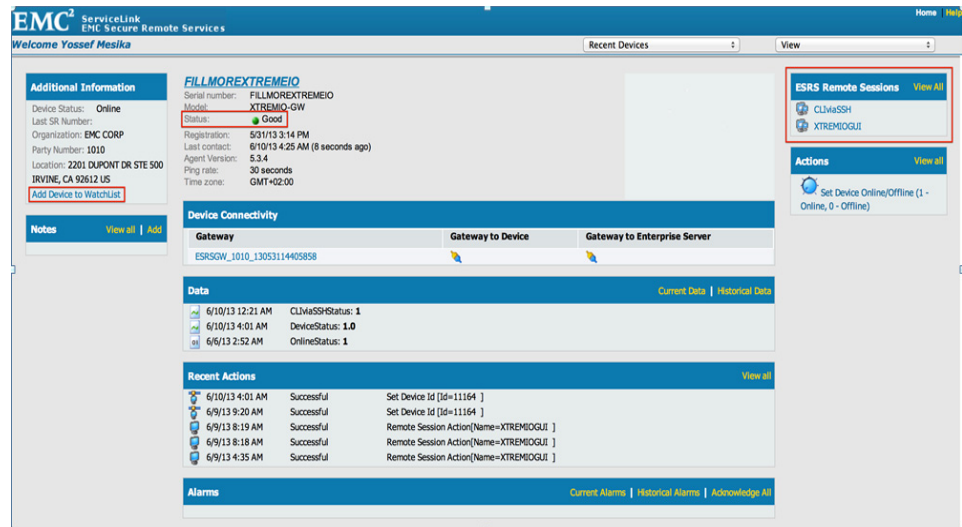 EMC² ServiceLink
EMC Secure Remote Services
Home | Help
Welcome Yossef Mesika
Recent Devices
View
Additional Information
Device Status: Online
Last SR Number:
Organization: EMC CORP
Party Number: 1010
Location: 2201 DUPONT DR STE 500
IRVINE, CA 92612 US
Add Device to WatchList
Notes View all | Add
FILLMOREXTREMEIO
Serial number: FILLMOREXTREMEIO
Model: XTREMIO-GW
Status: Good
Registration: 5/31/13 3:14 PM
Last contact: 6/10/13 4:25 AM (8 seconds ago)
Agent Version: 5.3.4
Ping rate: 30 seconds
Time zone: GMT+02:00
Device Connectivity
Gateway Gateway to Device Gateway to Enterprise Server
ESRSGW_1010_13053114405858
Data Current Data | Historical Data
6/10/13 12:21 AM CLIviaSSHStatus: 1
6/10/13 4:01 AM DeviceStatus: 1.0
6/6/13 2:52 AM OnlineStatus: 1
Recent Actions View all
6/10/13 4:01 AM Successful Set Device Id [Id=11164 ]
6/9/13 9:20 AM Successful Set Device Id [Id=11164 ]
6/9/13 8:19 AM Successful Remote Session Action[Name=XTREMIOGUI ]
6/9/13 8:18 AM Successful Remote Session Action[Name=XTREMIOGUI ]
6/9/13 4:35 AM Successful Remote Session Action[Name=XTREMIOGUI ]
Alarms Current Alarms | Historical Alarms | Acknowledge All
ESRS Remote Sessions View All
CLIviaSSH
XTREMIOGUI
Actions View all
Set Device Online/Offline (1 -
Online, 0 - Offline)